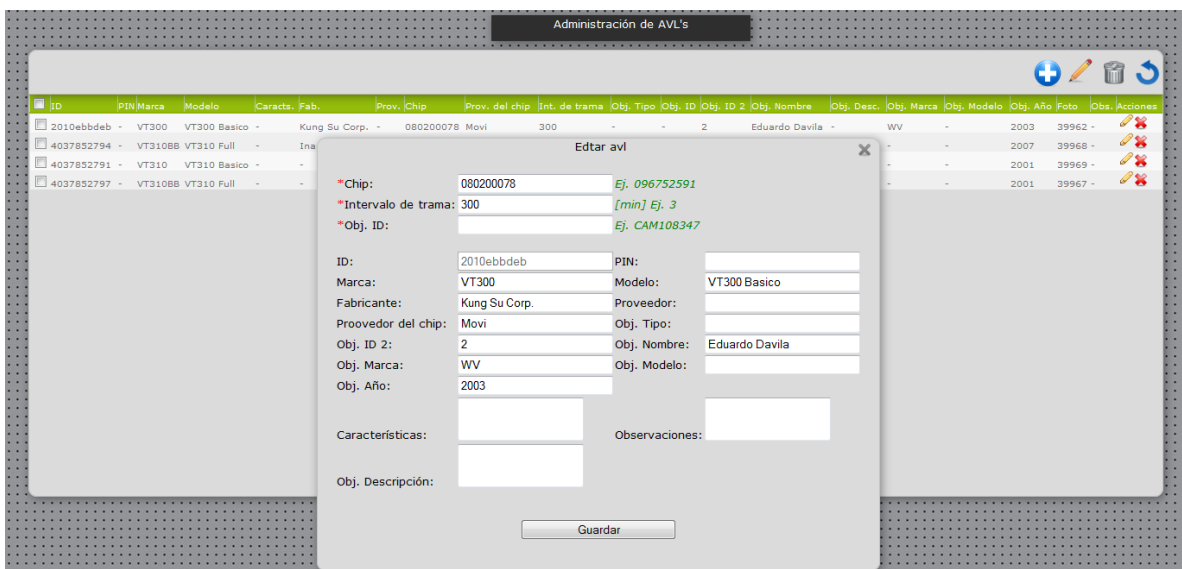 Administración de AVL's
ID PIN Marca Modelo Caracts. Fab. Prov. Chip Prov. del chip Int. de trama Obj. Tipo Obj. ID Obj. ID 2 Obj. Nombre Obj. Desc. Obj. Marca Obj. Modelo Obj. Año Foto Obs. Acciones
2010ebbdeb - VT300 VT300 Basico - Kung Su Corp. - 080200078 Movi 300 - - 2 Eduardo Davila - WV - 2003 39962 -
4037852794 - VT310BB VT310 Full - Ina - - 2007 39968 -
4037852791 - VT310 VT310 Basico - - - - 2001 39969 -
4037852797 - VT310BB VT310 Full - - - - 2001 39967 -
Edtar avl
*Chip: 080200078 Ej. 096752591
*Intervalo de trama: 300 [min] Ej. 3
*Obj. ID: Ej. CAM108347
ID: 2010ebbdeb PIN:
Marca: VT300 Modelo: VT300 Basico
Fabricante: Kung Su Corp. Proveedor:
Proovedor del chip: Movi Obj. Tipo:
Obj. ID 2: 2 Obj. Nombre: Eduardo Davila
Obj. Marca: WV Obj. Modelo:
Obj. Año: 2003
Características: Observaciones:
Obj. Descripción:
Guardar